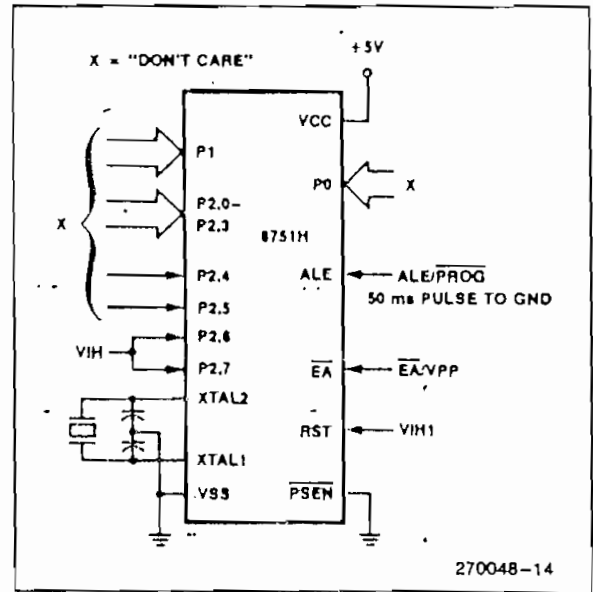 X = "DON'T CARE"
+5V
VCC
P1
P0
X
P2.0-
P2.3
X
8751H
P2.4
ALE
ALE/PROG
50 ms PULSE TO GND
P2.5
P2.6
VIH
P2.7
EA
EA/VPP
XTAL2
RST
VIH1
XTAL1
VSS
PSEN
270048-14